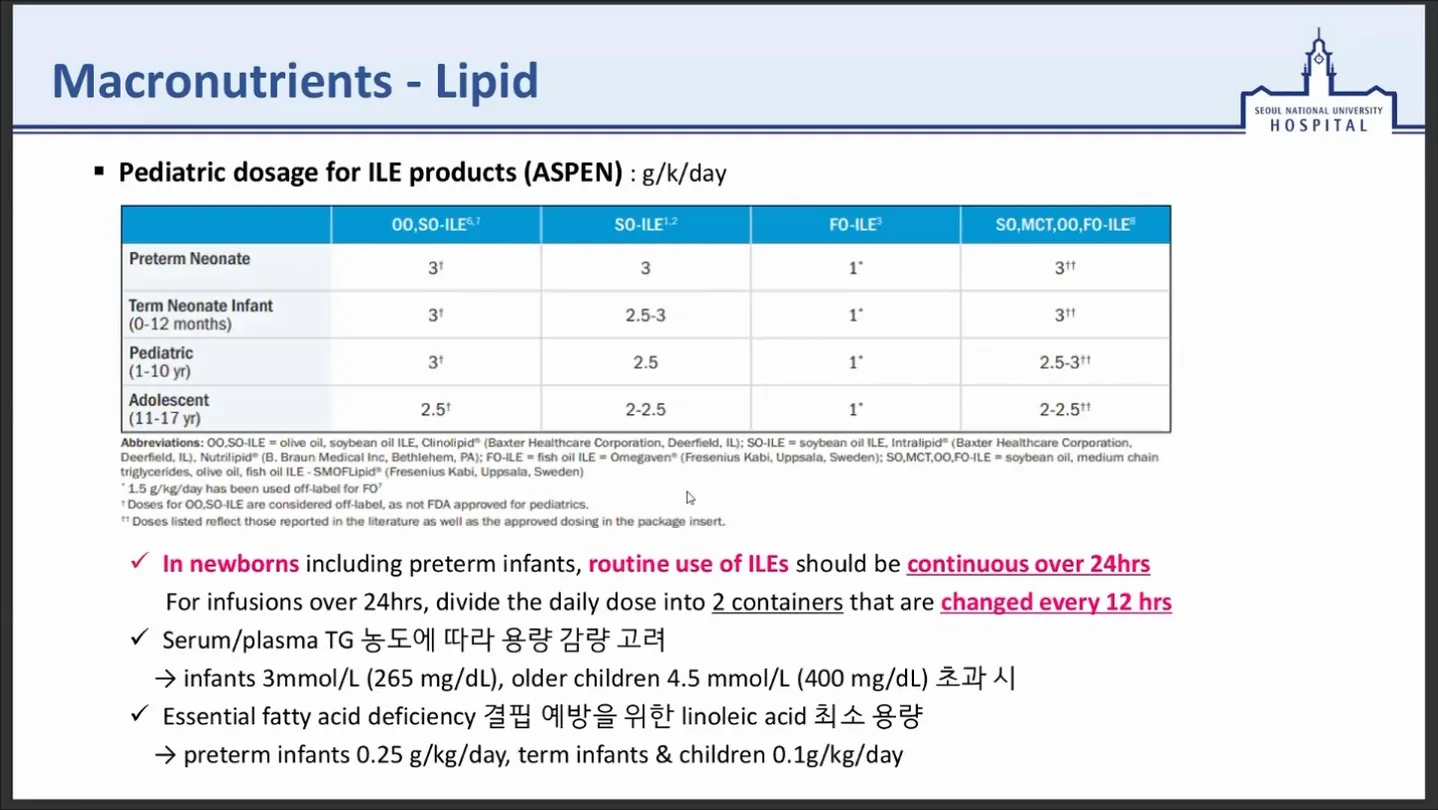 Macronutrients - Lipid
SEOUL NATIONAL UNIVERSITY
HOSPITAL
▪ Pediatric dosage for ILE products (ASPEN) : g/k/day
OO,SO-ILE⁶,⁷ SO-ILE¹,² FO-ILE³ SO,MCT,OO,FO-ILE⁸
Preterm Neonate 3† 3 1* 3††
Term Neonate Infant
(0-12 months) 3† 2.5-3 1* 3††
Pediatric
(1-10 yr) 3† 2.5 1* 2.5-3††
Adolescent
(11-17 yr) 2.5† 2-2.5 1* 2-2.5††
Abbreviations: OO,SO-ILE = olive oil, soybean oil ILE, Clinolipid® (Baxter Healthcare Corporation, Deerfield, IL); SO-ILE = soybean oil ILE, Intralipid® (Baxter Healthcare Corporation,
Deerfield, IL), Nutrilipid® (B. Braun Medical Inc, Bethlehem, PA); FO-ILE = fish oil ILE = Omegaven® (Fresenius Kabi, Uppsala, Sweden); SO,MCT,OO,FO-ILE = soybean oil, medium chain
triglycerides, olive oil, fish oil ILE - SMOFLipid® (Fresenius Kabi, Uppsala, Sweden)
* 1.5 g/kg/day has been used off-label for FO⁷
† Doses for OO,SO-ILE are considered off-label, as not FDA approved for pediatrics.
†† Doses listed reflect those reported in the literature as well as the approved dosing in the package insert.
✓ In newborns including preterm infants, routine use of ILEs should be continuous over 24hrs
For infusions over 24hrs, divide the daily dose into 2 containers that are changed every 12 hrs
✓ Serum/plasma TG 농도에 따라 용량 감량 고려
→ infants 3mmol/L (265 mg/dL), older children 4.5 mmol/L (400 mg/dL) 초과 시
✓ Essential fatty acid deficiency 결핍 예방을 위한 linoleic acid 최소 용량
→ preterm infants 0.25 g/kg/day, term infants & children 0.1g/kg/day